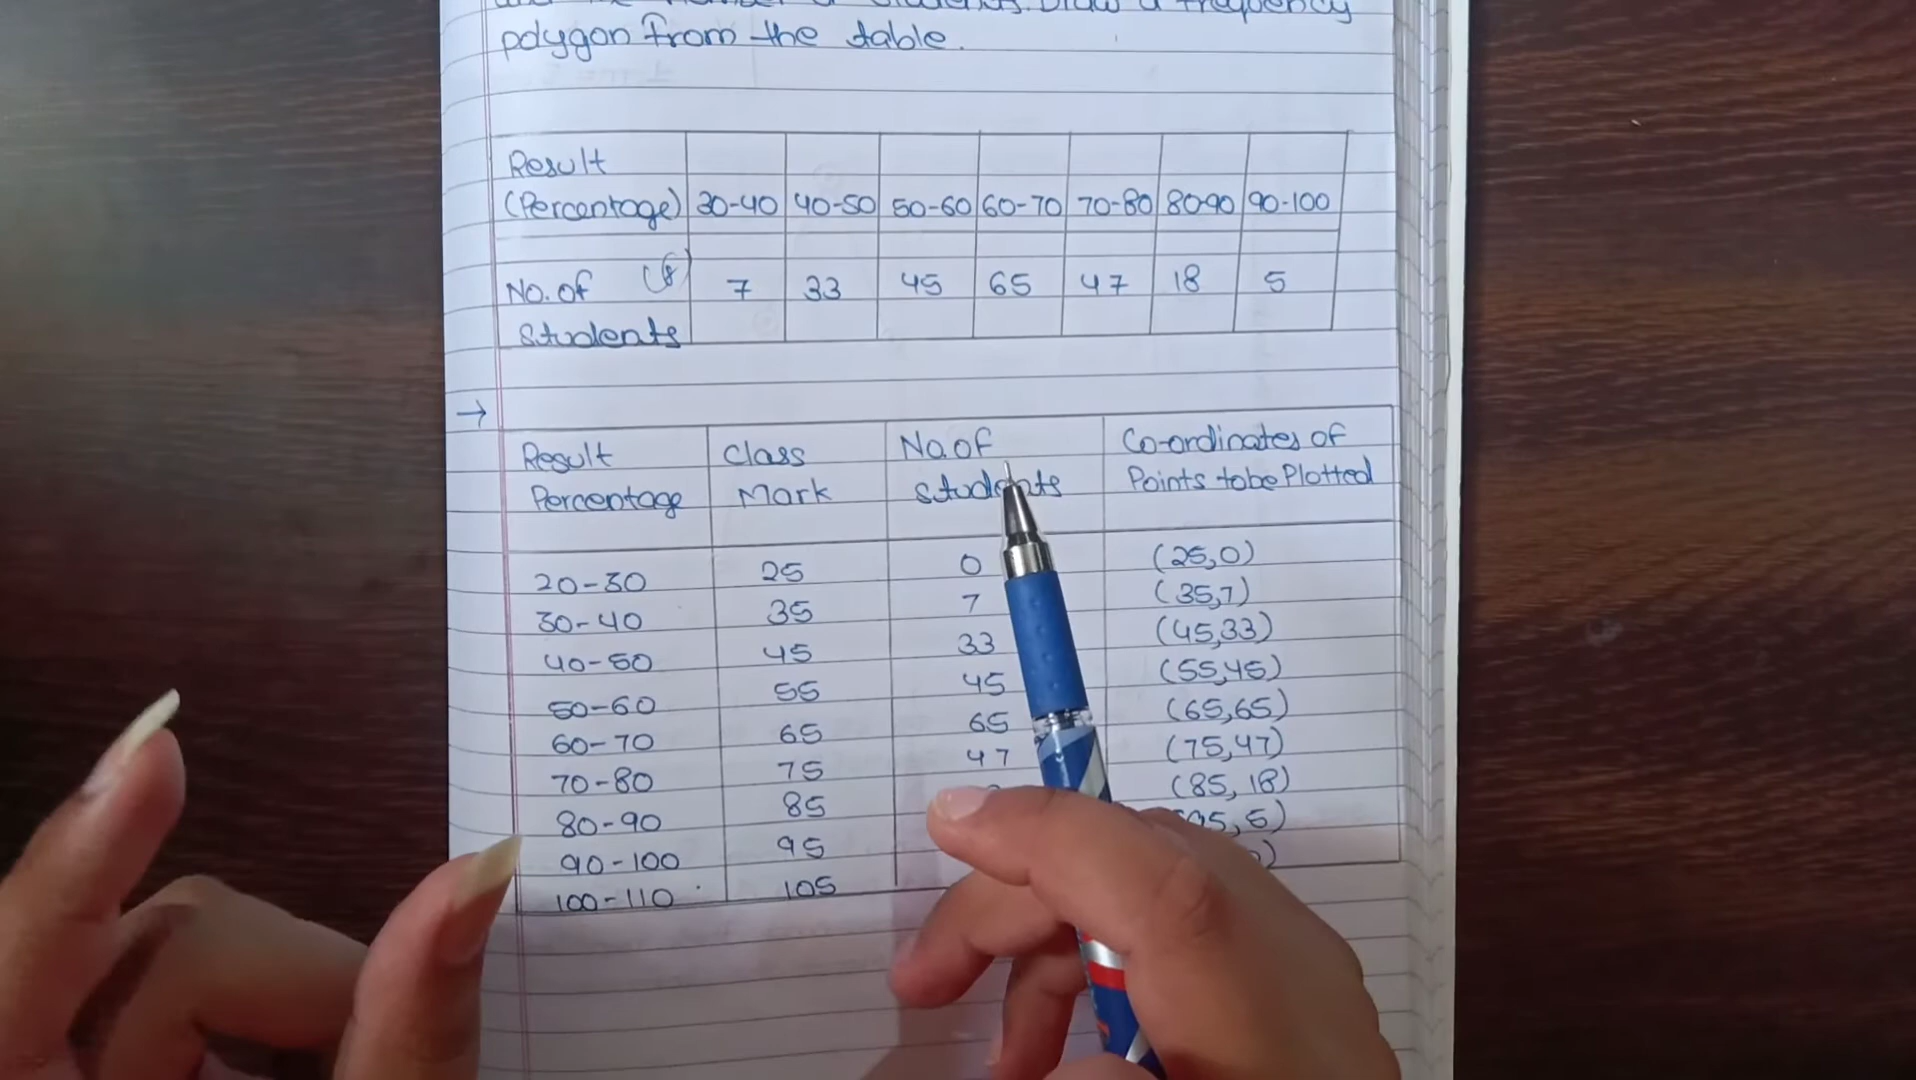 polygon from the table.
Result
(Percentage) 30-40 40-50 50-60 60-70 70-80 80-90 90-100
No. of (f) 7 33 45 65 47 18 5
Students
→
Result Class No. of Co-ordinates of
Percentage Mark Students Points to be Plotted
20-30 25 0 (25,0)
30-40 35 7 (35,7)
40-50 45 33 (45,33)
50-60 55 45 (55,45)
60-70 65 65 (65,65)
70-80 75 47 (75,47)
80-90 85 (85, 18)
90-100 95 5)
100-110 105